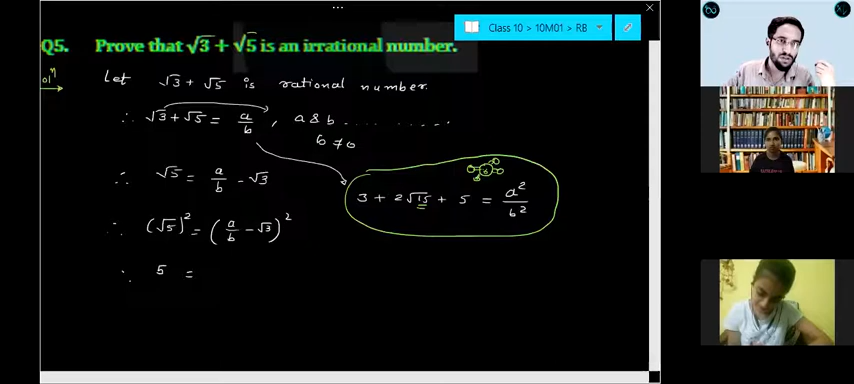 Class 10 > 10M01 > RB
Q5. Prove that √3 + √5 is an irrational number.
olⁿ
Let √3 + √5 is rational number.
∴ √3 + √5 = a/b , a & b ..............
b ≠ 0
∴ √5 = a/b - √3
3 + 2√15 + 5 = a²/b²
∴ (√5)² = (a/b - √3)²
∴ 5 =